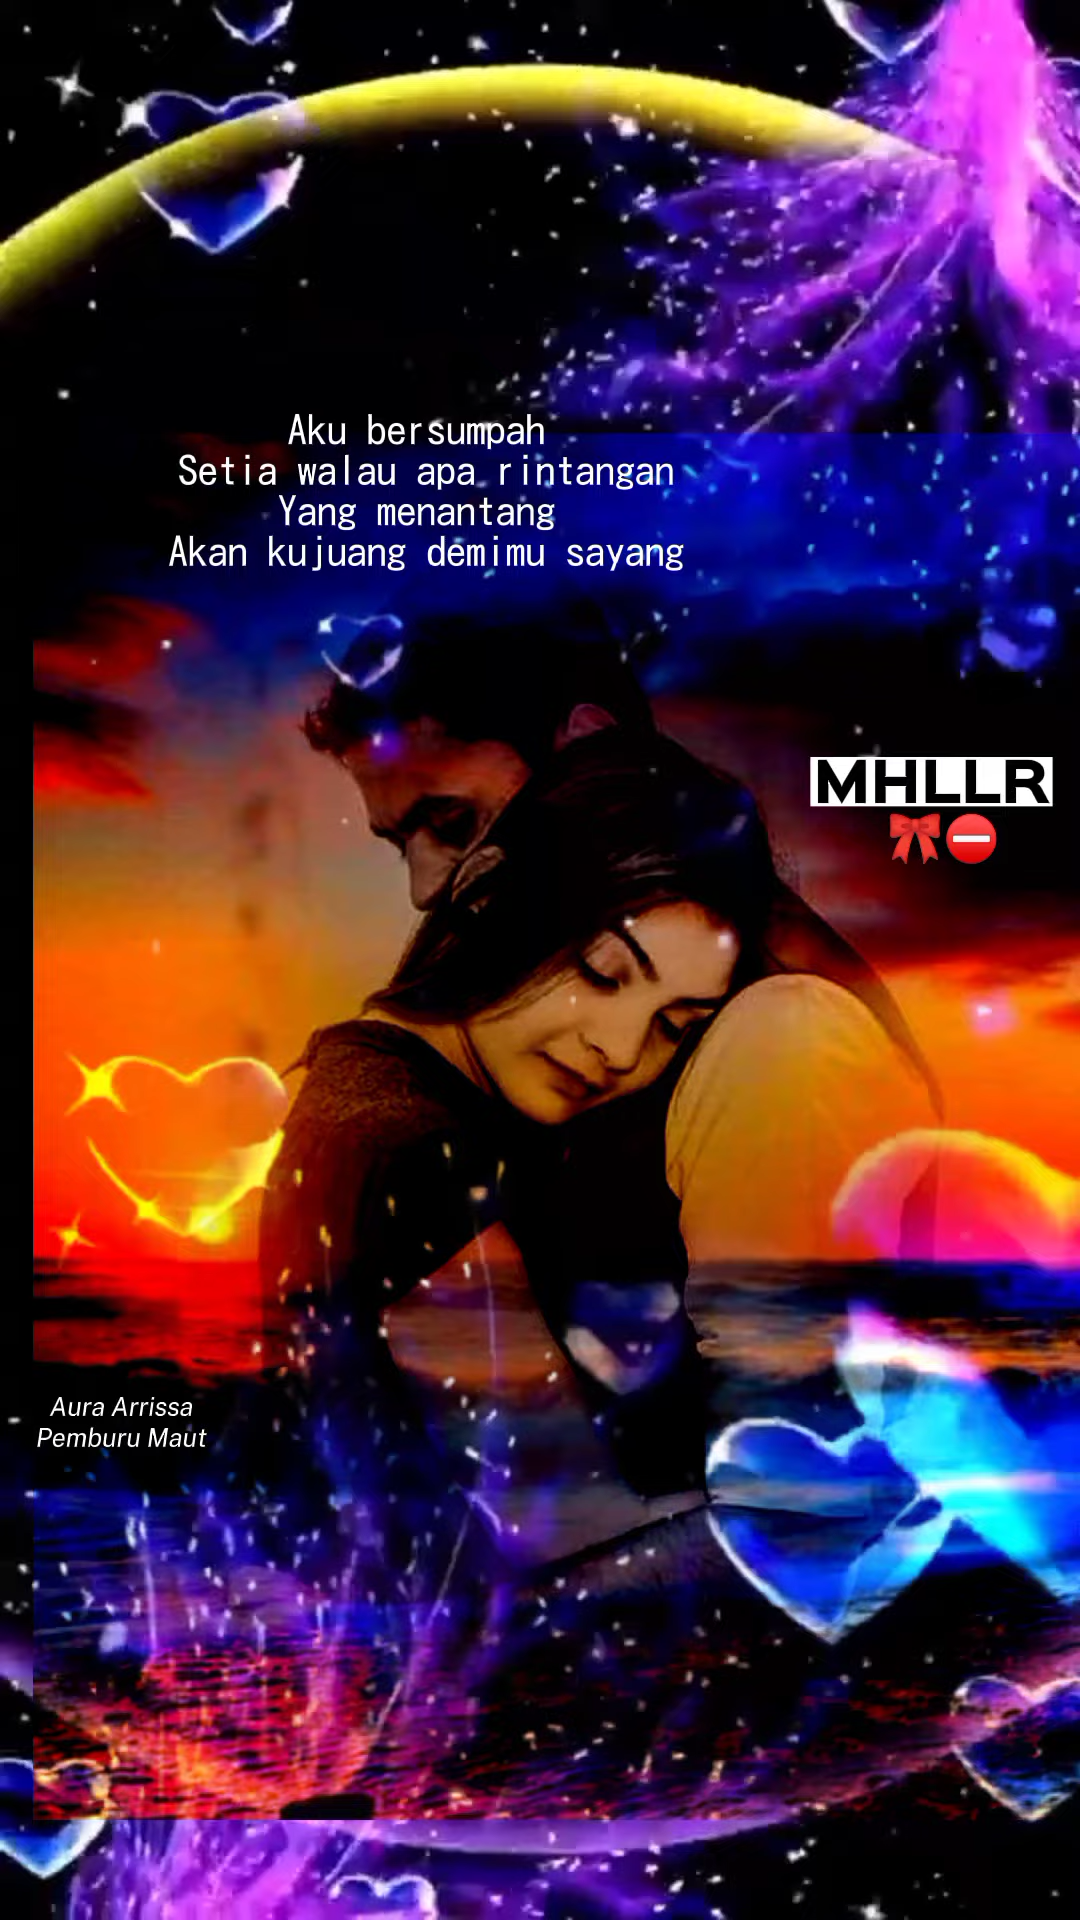 Aku bersumpah
Setia walau apa rintangan
Yang menantang
Akan kujuang demimu sayang
MHLLR
🎀⛔
Aura Arrissa
Pemburu Maut